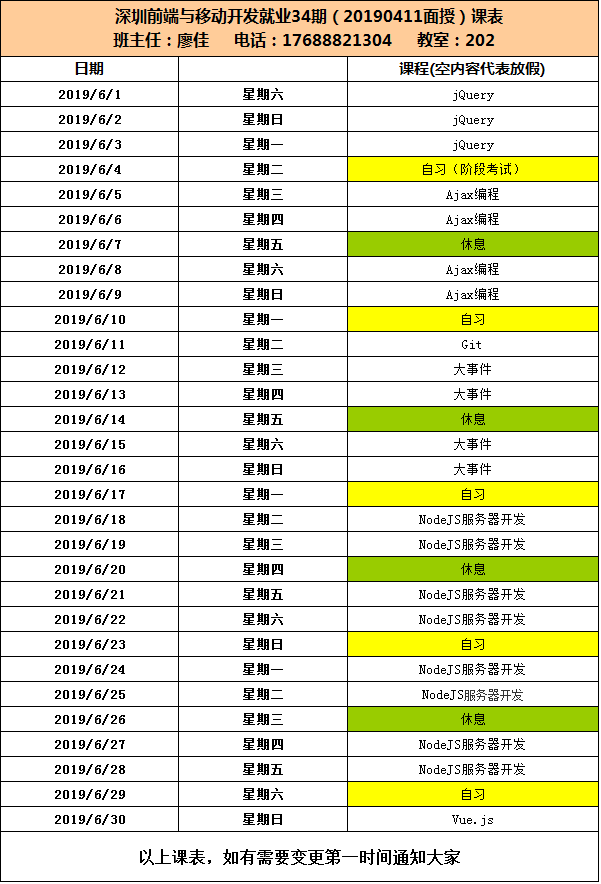 深圳前端与移动开发就业34期（20190411面授）课表
班主任：廖佳 电话：17688821304 教室：202
日期 课程(空内容代表放假)
2019/6/1 星期六 jQuery
2019/6/2 星期日 jQuery
2019/6/3 星期一 jQuery
2019/6/4 星期二 自习（阶段考试）
2019/6/5 星期三 Ajax编程
2019/6/6 星期四 Ajax编程
2019/6/7 星期五 休息
2019/6/8 星期六 Ajax编程
2019/6/9 星期日 Ajax编程
2019/6/10 星期一 自习
2019/6/11 星期二 Git
2019/6/12 星期三 大事件
2019/6/13 星期四 大事件
2019/6/14 星期五 休息
2019/6/15 星期六 大事件
2019/6/16 星期日 大事件
2019/6/17 星期一 自习
2019/6/18 星期二 NodeJS服务器开发
2019/6/19 星期三 NodeJS服务器开发
2019/6/20 星期四 休息
2019/6/21 星期五 NodeJS服务器开发
2019/6/22 星期六 NodeJS服务器开发
2019/6/23 星期日 自习
2019/6/24 星期一 NodeJS服务器开发
2019/6/25 星期二 NodeJS服务器开发
2019/6/26 星期三 休息
2019/6/27 星期四 NodeJS服务器开发
2019/6/28 星期五 NodeJS服务器开发
2019/6/29 星期六 自习
2019/6/30 星期日 Vue.js
以上课表，如有需要变更第一时间通知大家